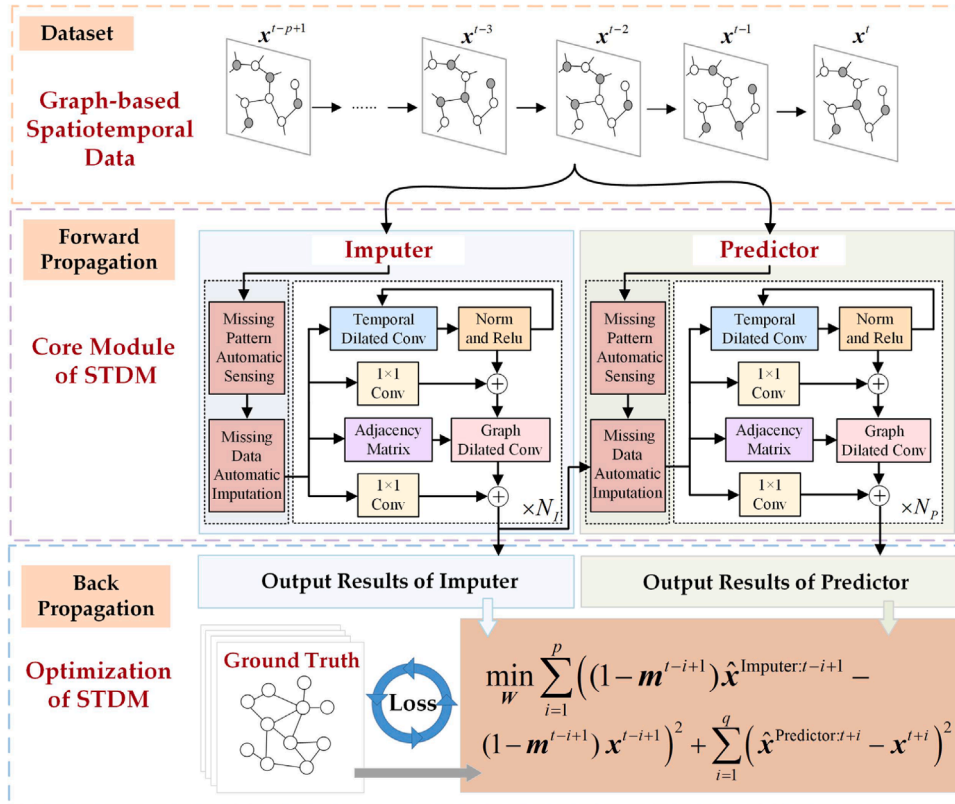 Dataset
Graph-based
Spatiotemporal
Data
x^{t-p+1}
x^{t-3}
x^{t-2}
x^{t-1}
x^{t}
......
Forward
Propagation
Core Module
of STDM
Imputer
Missing
Pattern
Automatic
Sensing
Missing
Data
Automatic
Imputation
Temporal
Dilated Conv
Norm
and Relu
1×1
Conv
+
Adjacency
Matrix
Graph
Dilated Conv
1×1
Conv
+
×N_I
Predictor
Missing
Pattern
Automatic
Sensing
Missing
Data
Automatic
Imputation
Temporal
Dilated Conv
Norm
and Relu
1×1
Conv
+
Adjacency
Matrix
Graph
Dilated Conv
1×1
Conv
+
×N_P
Back
Propagation
Optimization
of STDM
Output Results of Imputer
Output Results of Predictor
Ground Truth
Loss
min_W ∑_{i=1}^{p} ((1-m^{t-i+1}) x̂^{Imputer:t-i+1} −
(1-m^{t-i+1}) x^{t-i+1})^2 + ∑_{i=1}^{q} (x̂^{Predictor:t+i} − x^{t+i})^2